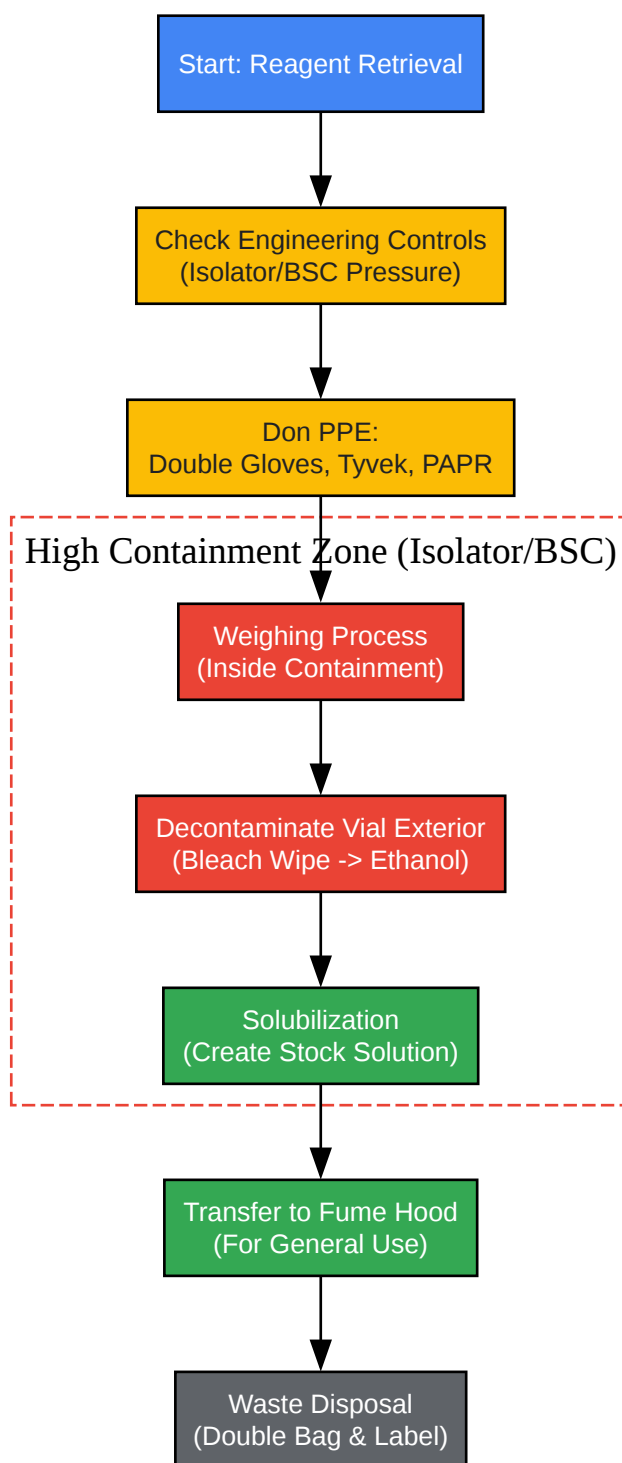 Start: Reagent Retrieval
Check Engineering Controls
(Isolator/BSC Pressure)
Don PPE:
Double Gloves, Tyvek, PAPR
High Containment Zone (Isolator/BSC)
Weighing Process
(Inside Containment)
Decontaminate Vial Exterior
(Bleach Wipe -> Ethanol)
Solubilization
(Create Stock Solution)
Transfer to Fume Hood
(For General Use)
Waste Disposal
(Double Bag & Label)